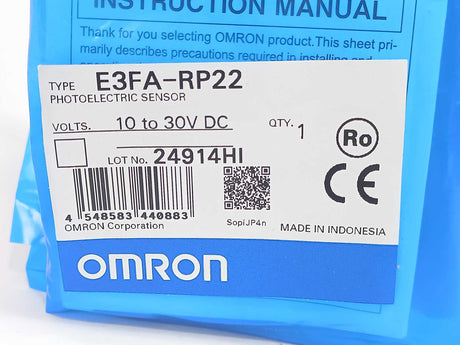 INSTRUCTION MANUAL
Thank you for selecting OMRON product. This sheet pri-
marily describes precautions required in installing and
TYPE E3FA-RP22
PHOTOELECTRIC SENSOR
VOLTS. 10 to 30V DC QTY. 1
Ro
LOT No. 24914HI
CE
4 548583 440883
SopiJP4n
OMRON Corporation MADE IN INDONESIA
OMRON